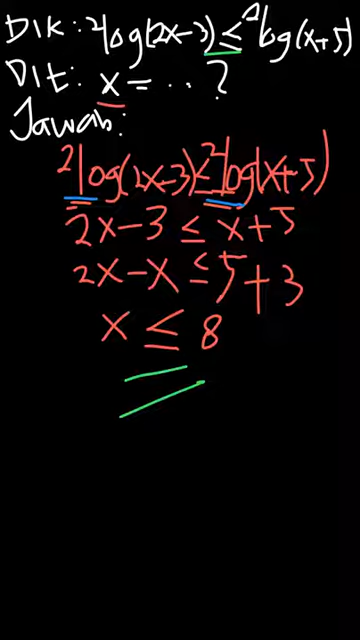 Dik: ²log(2x-3) ≤ ²log(x+5)
Dit: x = ... ?
Jawab:
²log(2x-3) ≤ ²log(x+5)
2x - 3 ≤ x + 5
2x - x ≤ 5 + 3
x ≤ 8